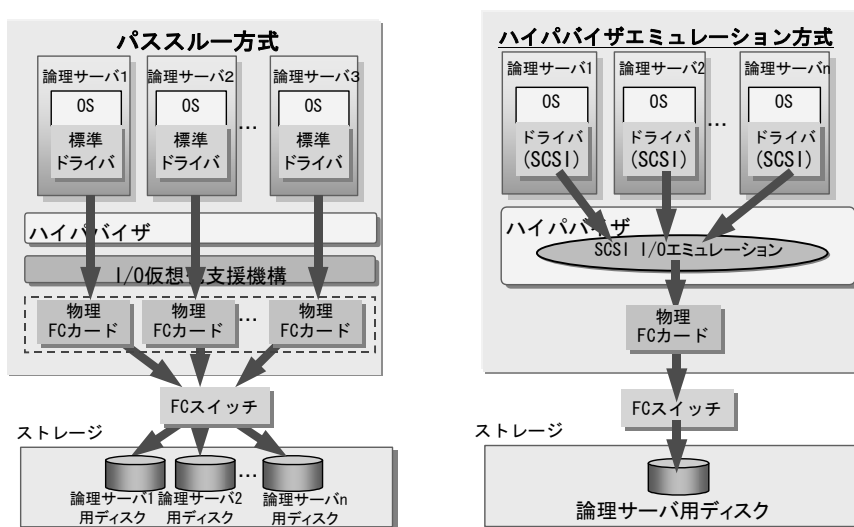 パススルー方式
論理サーバ1
論理サーバ2
論理サーバ3
OS
OS
OS
標準
ドライバ
標準
ドライバ
…
標準
ドライバ
ハイパバイザ
I/O仮想化支援機構
物理
FCカード
物理
FCカード
…
物理
FCカード
FCスイッチ
ストレージ
…
論理サーバ1
用ディスク
論理サーバ2
用ディスク
論理サーバn
用ディスク
ハイパバイザエミュレーション方式
論理サーバ1
論理サーバ2
論理サーバn
OS
OS
OS
ドライバ
(SCSI)
ドライバ
(SCSI)
…
ドライバ
(SCSI)
ハイパバイザ
SCSI I/Oエミュレーション
物理
FCカード
FCスイッチ
ストレージ
論理サーバ用ディスク